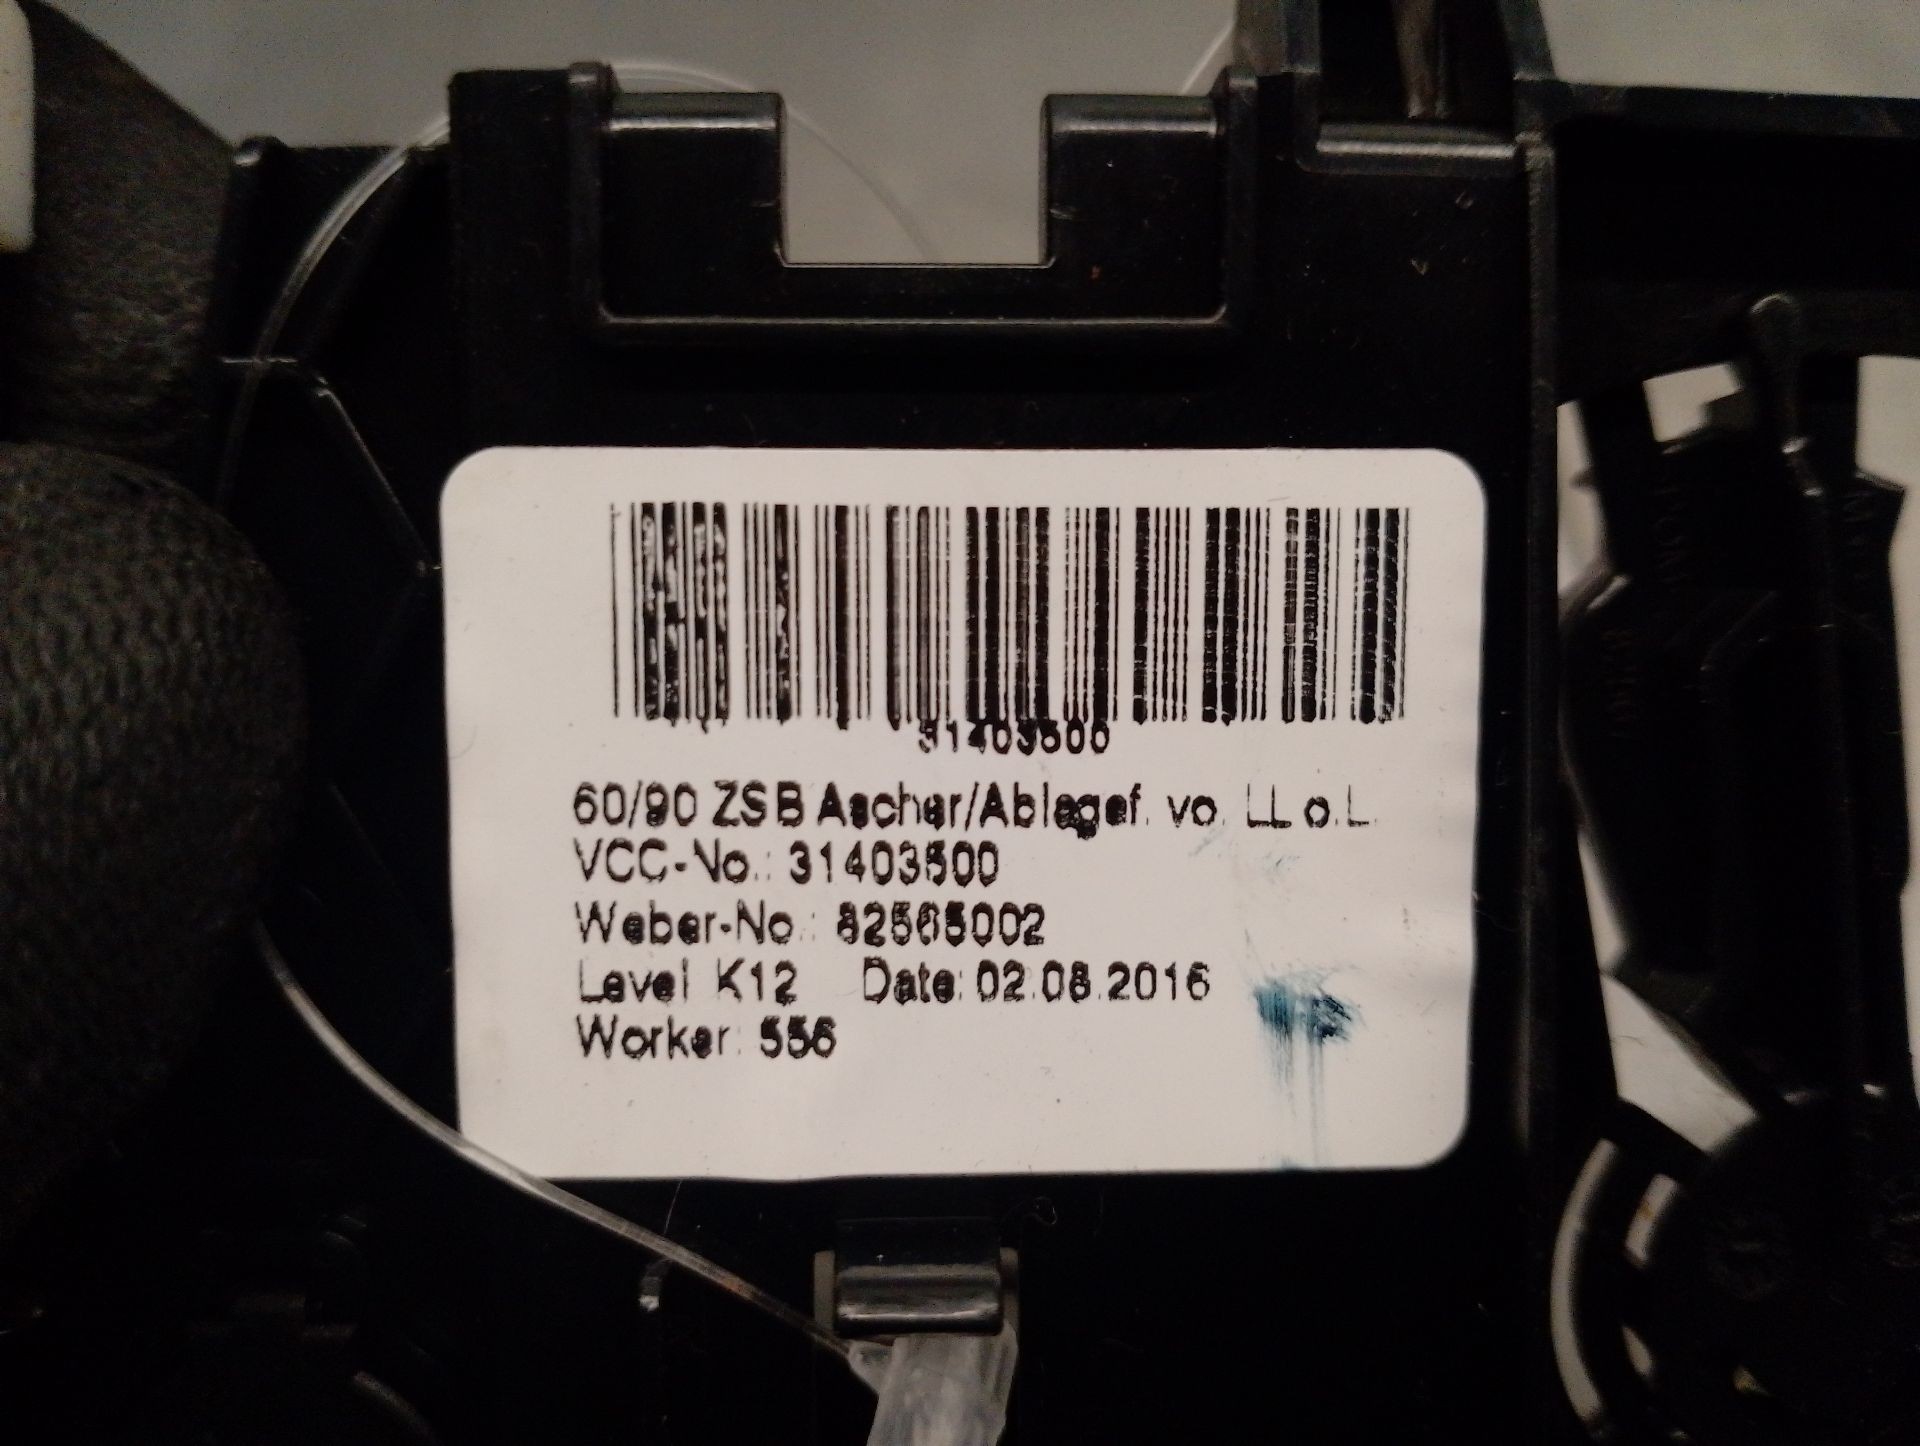 31403500
60/90 ZSB Ascher/Ablagef. vo. LL o.L.
VCC-No.: 31403500
Weber-No.: 82565002
Level K12 Date: 02.08.2016
Worker: 556